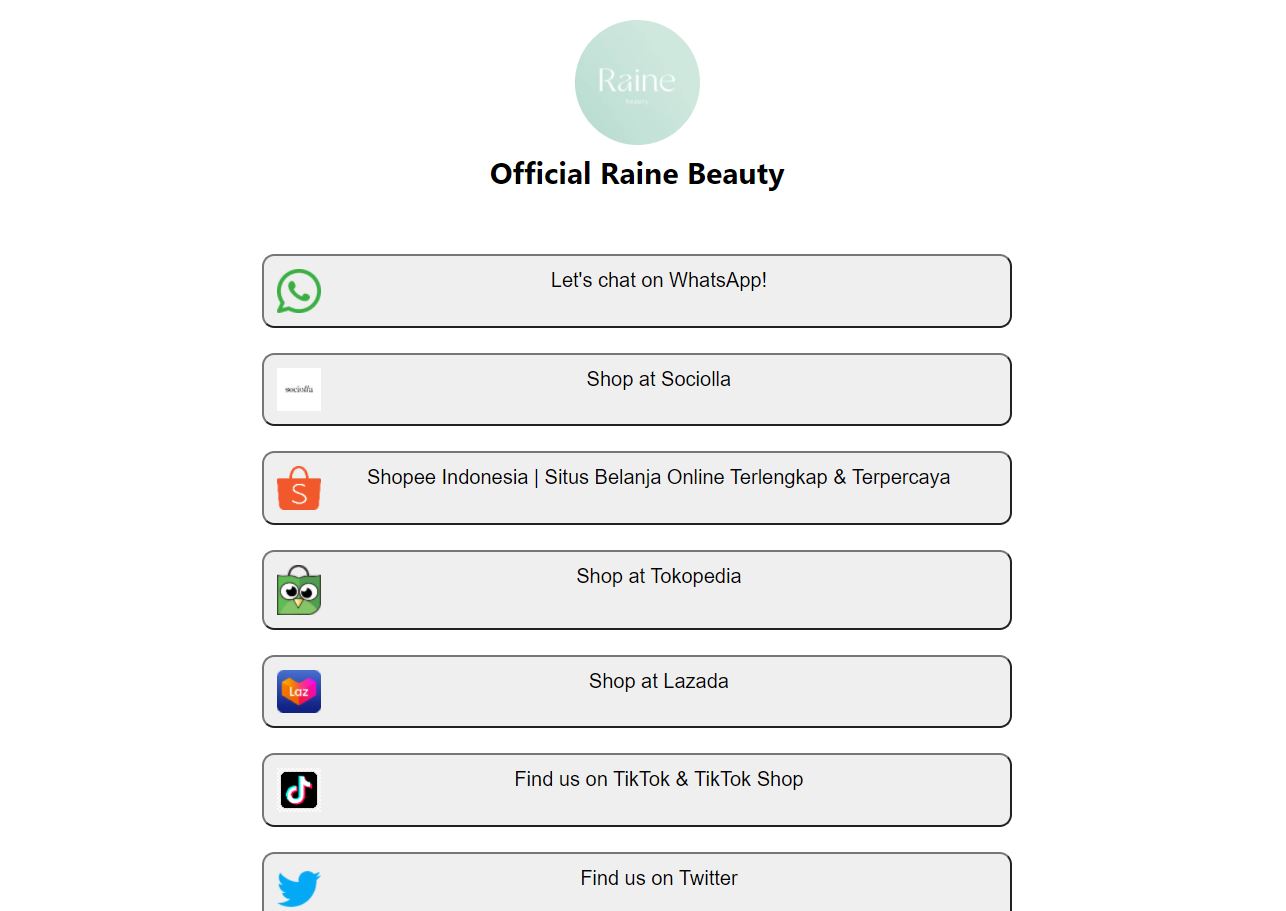 Raine
Beauty
Official Raine Beauty
Let's chat on WhatsApp!
sociolla
Shop at Sociolla
S
Shopee Indonesia | Situs Belanja Online Terlengkap & Terpercaya
Shop at Tokopedia
Laz
Shop at Lazada
Find us on TikTok & TikTok Shop
Find us on Twitter